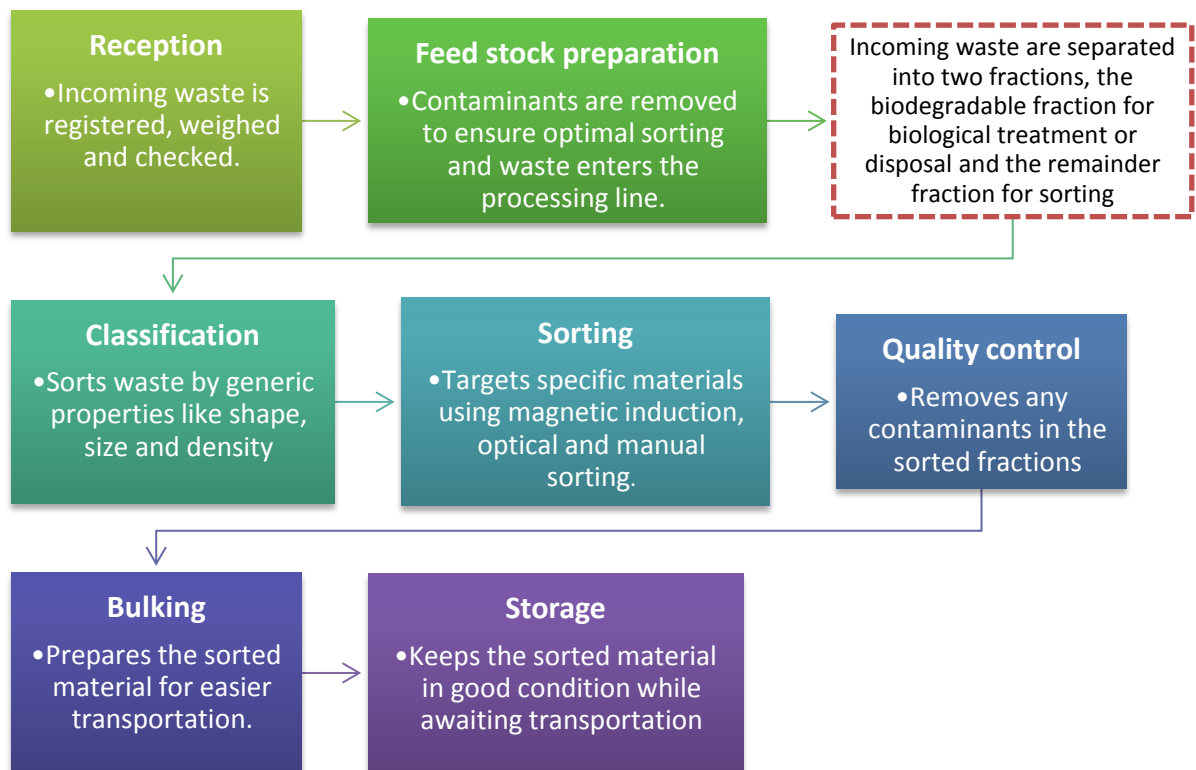 Reception
•Incoming waste is
registered, weighed
and checked.
Feed stock preparation
•Contaminants are removed
to ensure optimal sorting
and waste enters the
processing line.
Incoming waste are separated
into two fractions, the
biodegradable fraction for
biological treatment or
disposal and the remainder
fraction for sorting
Classification
•Sorts waste by generic
properties like shape,
size and density
Sorting
•Targets specific materials
using magnetic induction,
optical and manual
sorting.
Quality control
•Removes any
contaminants in the
sorted fractions
Bulking
•Prepares the sorted
material for easier
transportation.
Storage
•Keeps the sorted material
in good condition while
awaiting transportation